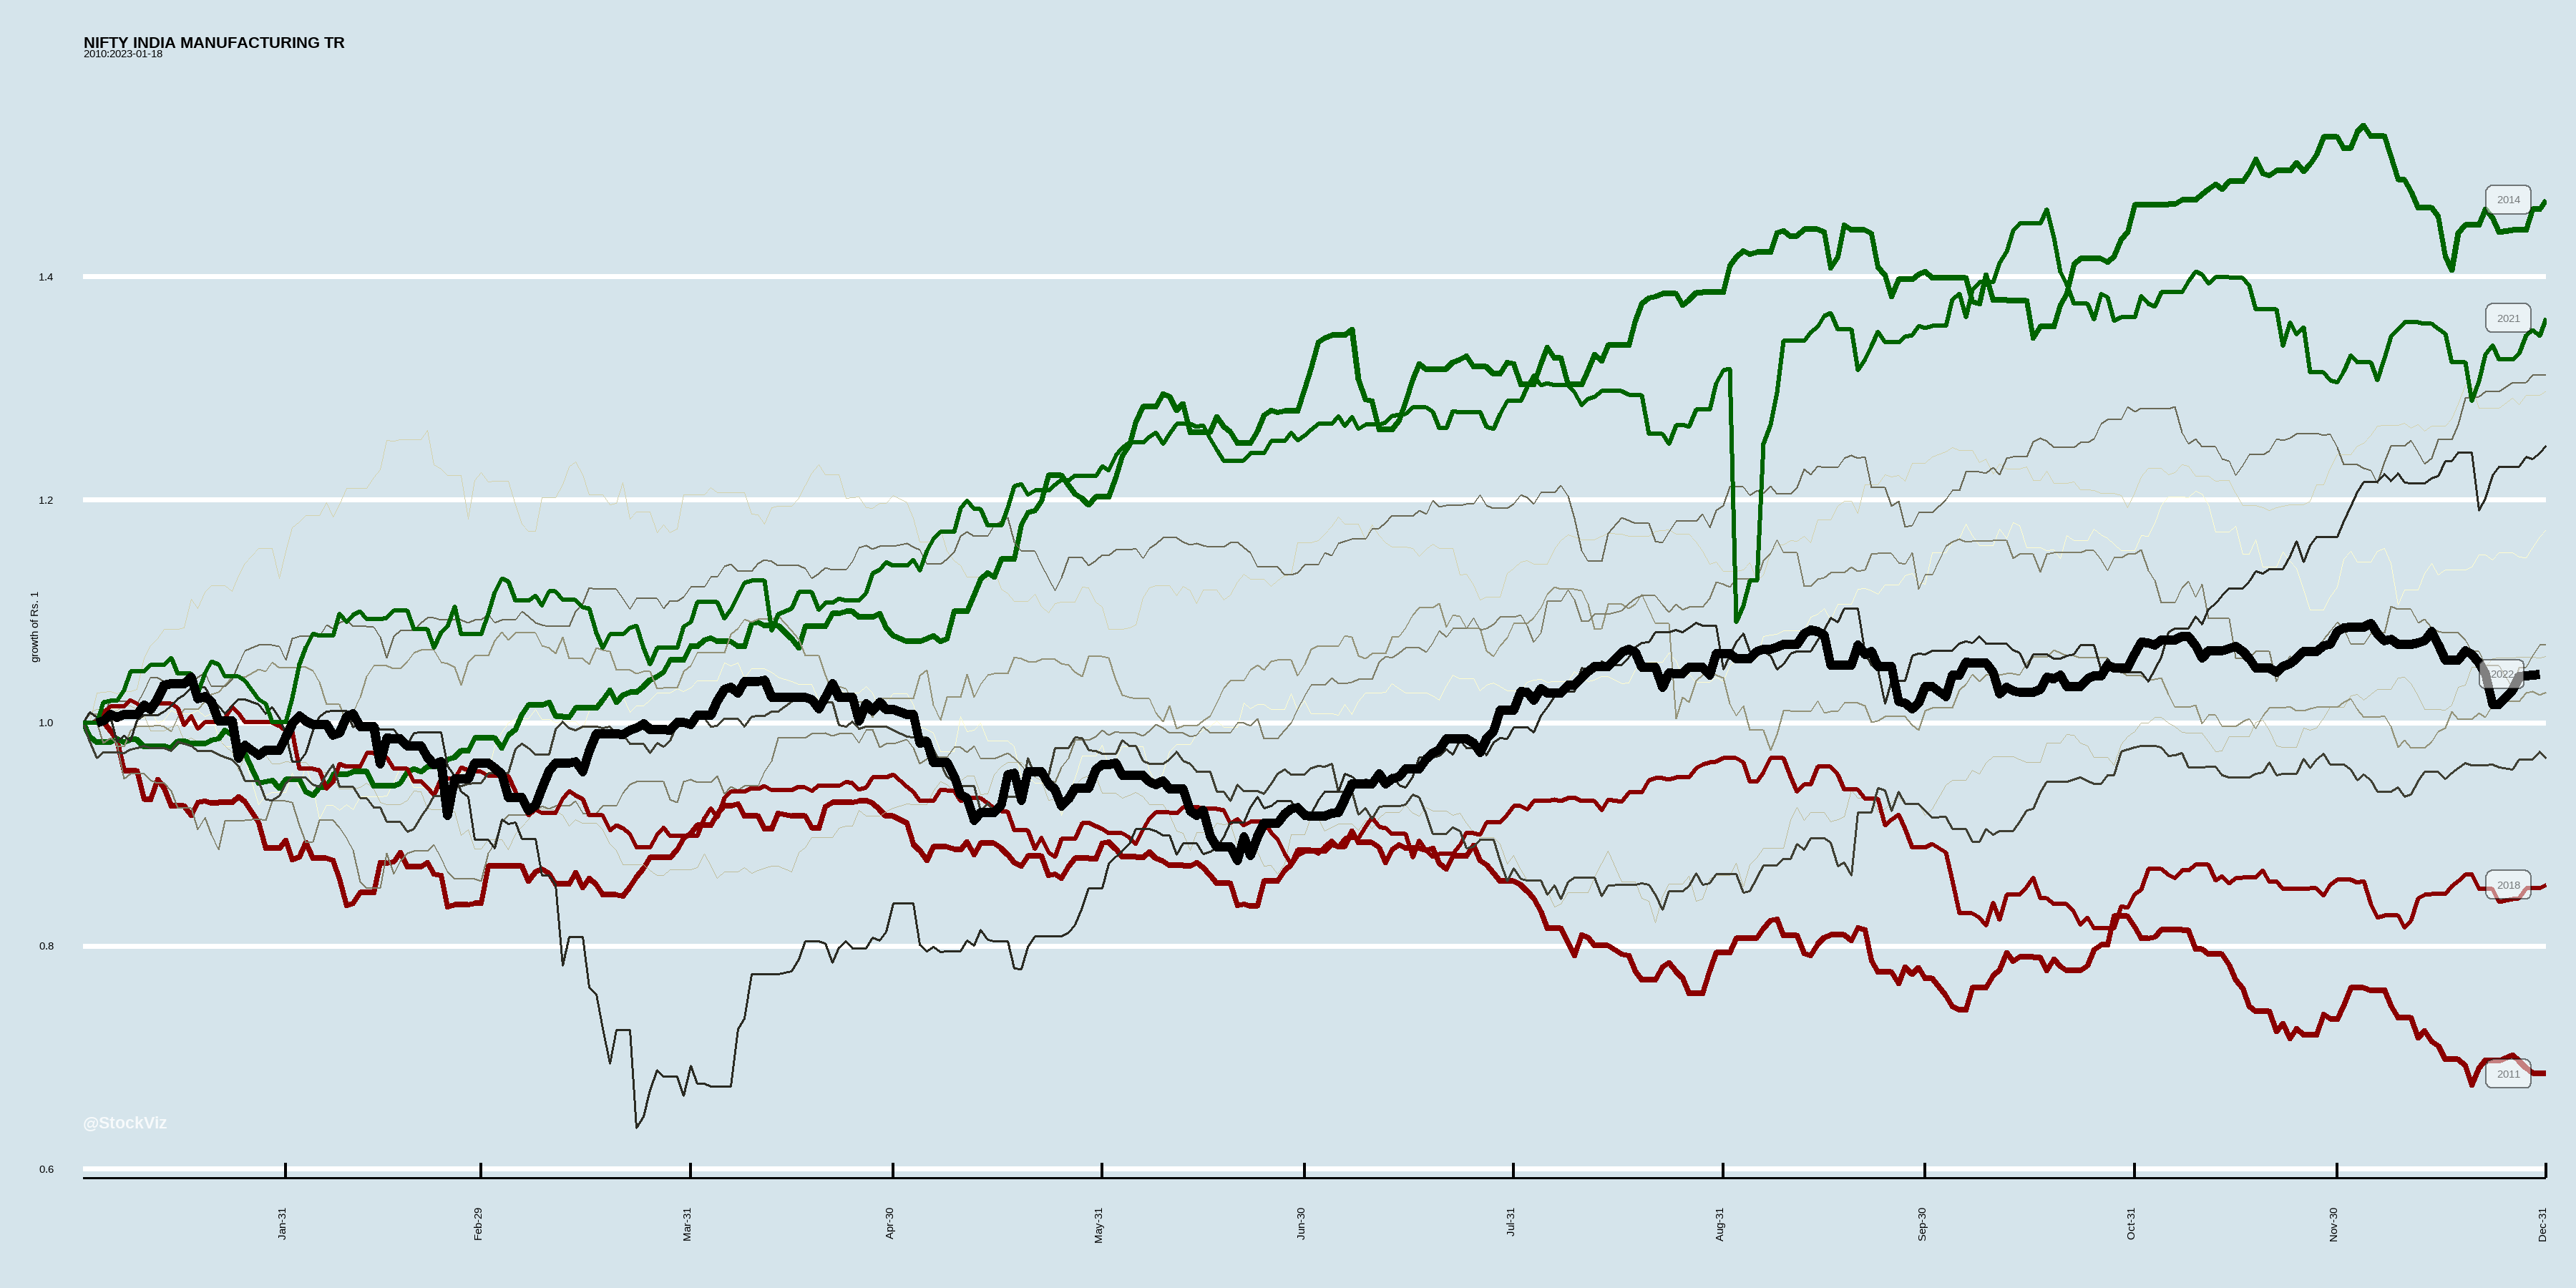 NIFTY INDIA MANUFACTURING TR
2010:2023-01-18
growth of Rs. 1
1.4
1.2
1.0
0.8
0.6
2014
2021
2022
2018
2011
@StockViz
Jan-31
Feb-29
Mar-31
Apr-30
May-31
Jun-30
Jul-31
Aug-31
Sep-30
Oct-31
Nov-30
Dec-31